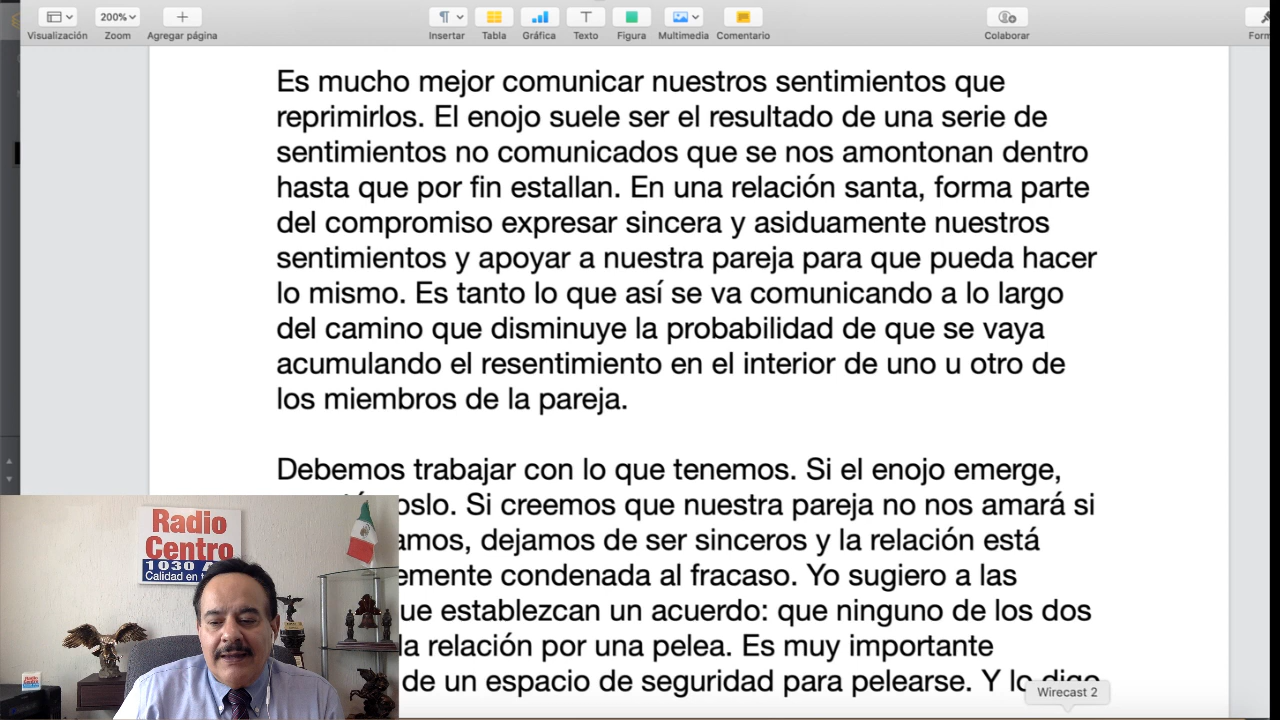 Visualización
200%
Zoom
Agregar página
Insertar
Tabla
Gráfica
Texto
Figura
Multimedia
Comentario
Colaborar
Form
Es mucho mejor comunicar nuestros sentimientos que
reprimirlos. El enojo suele ser el resultado de una serie de
sentimientos no comunicados que se nos amontonan dentro
hasta que por fin estallan. En una relación santa, forma parte
del compromiso expresar sincera y asiduamente nuestros
sentimientos y apoyar a nuestra pareja para que pueda hacer
lo mismo. Es tanto lo que así se va comunicando a lo largo
del camino que disminuye la probabilidad de que se vaya
acumulando el resentimiento en el interior de uno u otro de
los miembros de la pareja.
Debemos trabajar con lo que tenemos. Si el enojo emerge,
oslo. Si creemos que nuestra pareja no nos amará si
amos, dejamos de ser sinceros y la relación está
emente condenada al fracaso. Yo sugiero a las
ue establezcan un acuerdo: que ninguno de los dos
la relación por una pelea. Es muy importante
de un espacio de seguridad para pelearse. Y lo digo
Wirecast 2
Radio
Centro
1030
Calidad en